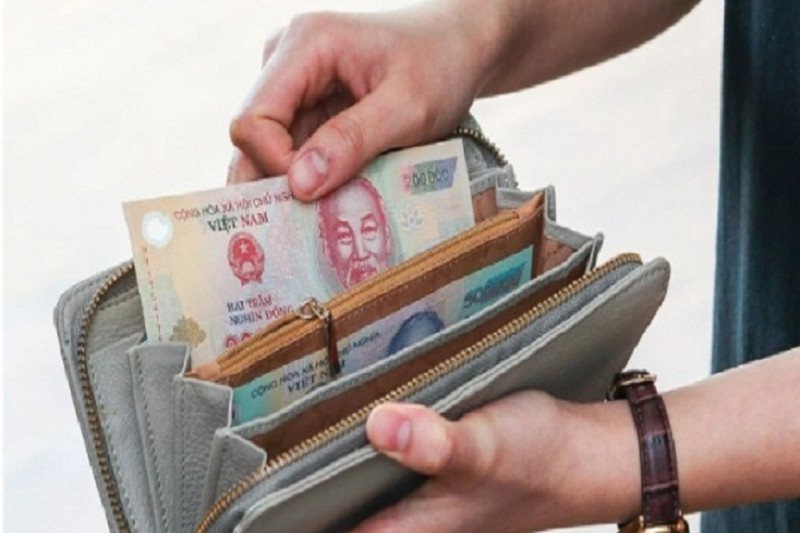 CỘNG HÒA XÃ HỘI CHỦ NGHĨA
VIỆT NAM
200000
HAI TRĂM
NGHÌN ĐỒNG
CỘNG HÒA XÃ HỘI CHỦ NGHĨA
VIỆT NAM